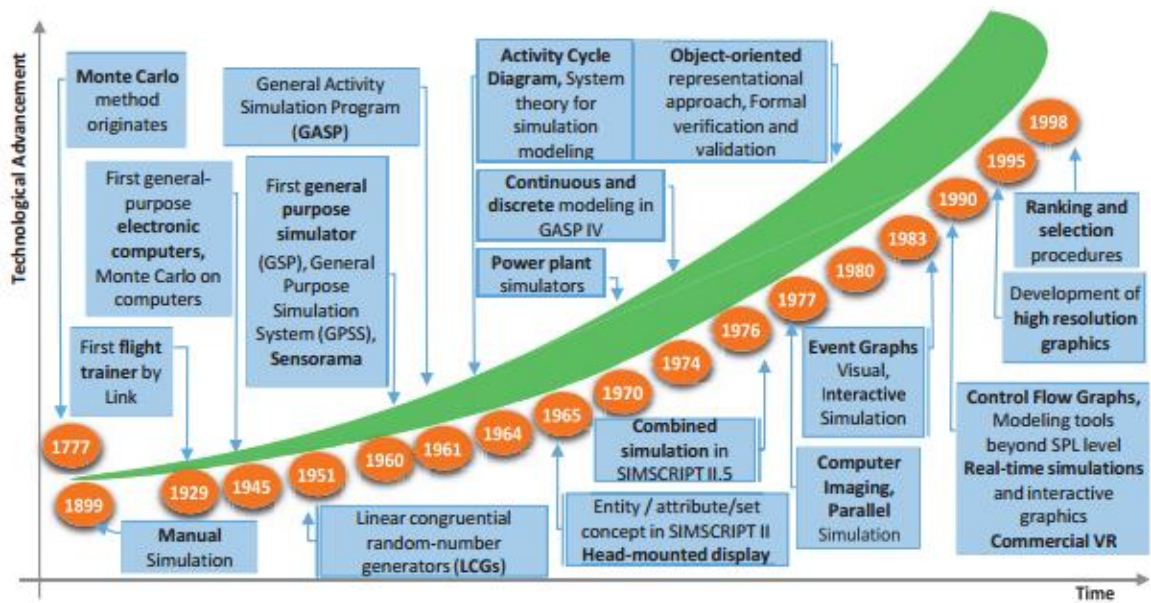 Technological Advancement
Monte Carlo
method
originates
General Activity
Simulation Program
(GASP)
Activity Cycle
Diagram, System
theory for
simulation
modeling
Object-oriented
representational
approach, Formal
verification and
validation
First general-
purpose
electronic
computers,
Monte Carlo on
computers
First general
purpose
simulator
(GSP), General
Purpose
Simulation
System (GPSS),
Sensorama
Continuous and
discrete modeling in
GASP IV
Power plant
simulators
First flight
trainer by
Link
1777
1899
1929
1945
1951
1960
1961
1964
1965
1970
1974
1976
1977
1980
1983
1990
1995
1998
Manual
Simulation
Linear congruential
random-number
generators (LCGs)
Entity / attribute/set
concept in SIMSCRIPT II
Head-mounted display
Combined
simulation in
SIMSCRIPT II.5
Computer
Imaging,
Parallel
Simulation
Event Graphs
Visual,
Interactive
Simulation
Control Flow Graphs,
Modeling tools
beyond SPL level
Real-time simulations
and interactive
graphics
Commercial VR
Development of
high resolution
graphics
Ranking and
selection
procedures
Time